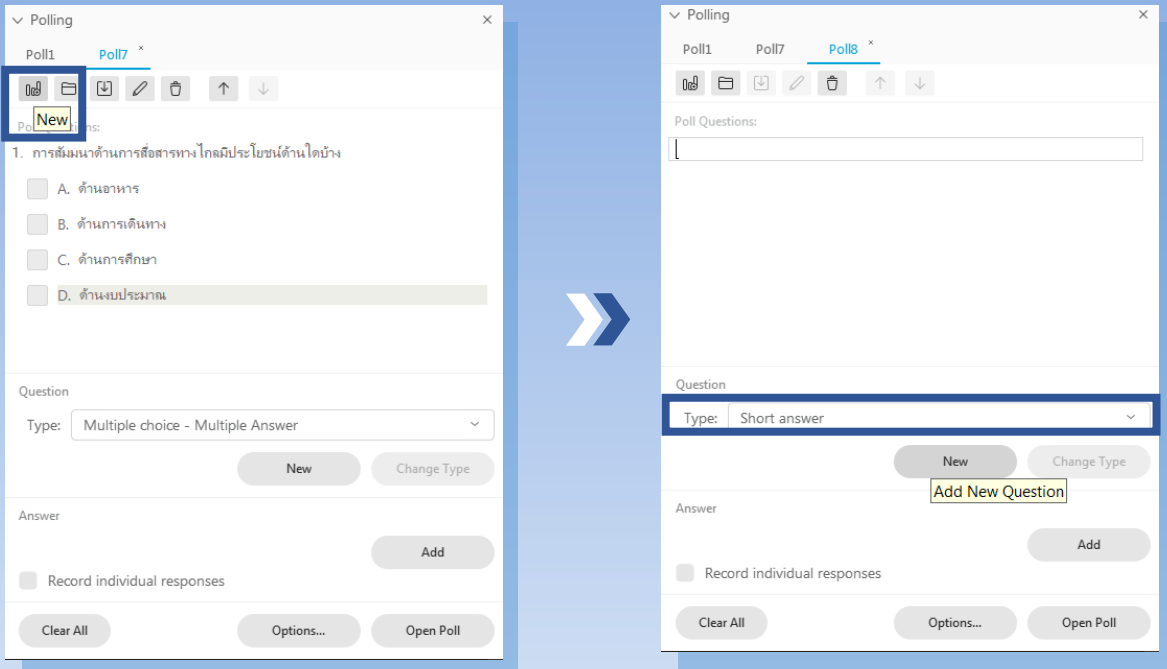 Polling
Poll1
Poll7
New
Poll Questions:
1. การสัมมนาด้านการสื่อสารทางไกลมีประโยชน์ด้านใดบ้าง
A. ด้านอาหาร
B. ด้านการเดินทาง
C. ด้านการศึกษา
D. ด้านงบประมาณ
Question
Type: Multiple choice - Multiple Answer
New
Change Type
Answer
Add
Record individual responses
Clear All
Options...
Open Poll
Polling
Poll1
Poll7
Poll8
Poll Questions:
Question
Type: Short answer
New
Change Type
Add New Question
Answer
Add
Record individual responses
Clear All
Options...
Open Poll